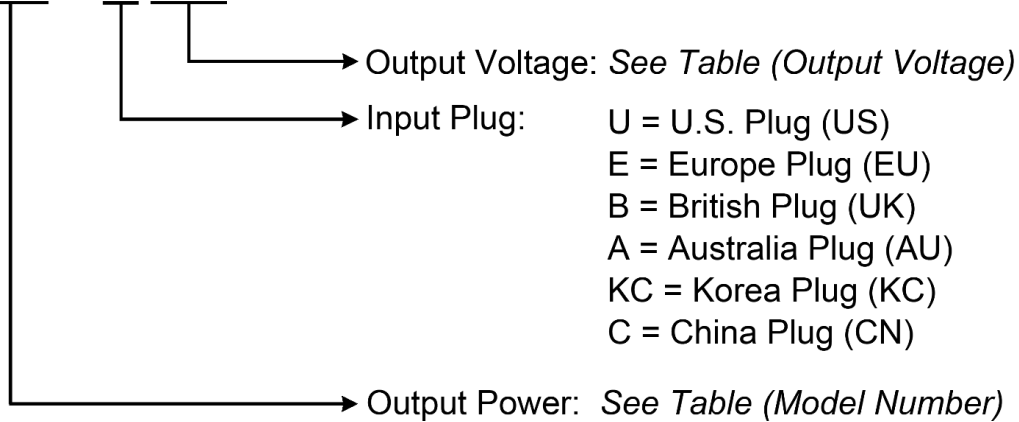 Output Voltage: See Table (Output Voltage)
Input Plug: U = U.S. Plug (US)
E = Europe Plug (EU)
B = British Plug (UK)
A = Australia Plug (AU)
KC = Korea Plug (KC)
C = China Plug (CN)
Output Power: See Table (Model Number)